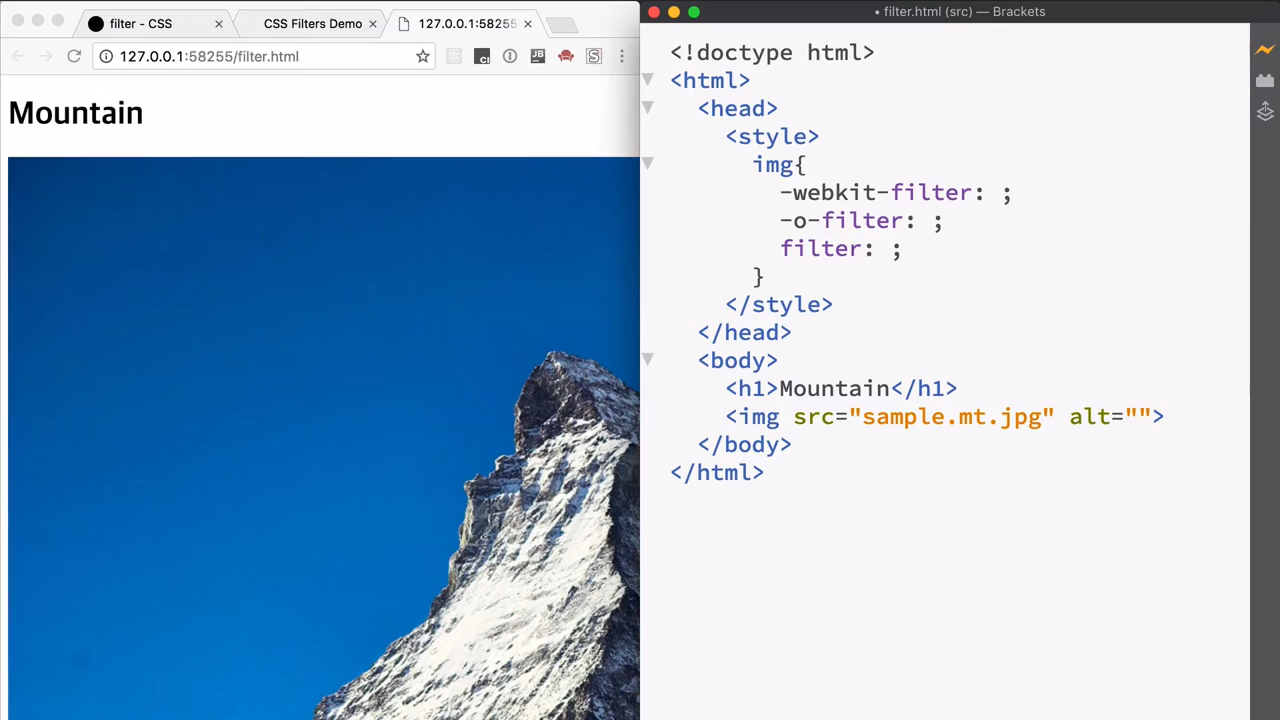 filter - CSS
CSS Filters Demo
127.0.0.1:58255
127.0.0.1:58255/filter.html
Mountain
• filter.html (src) — Brackets
<!doctype html>
<html>
<head>
<style>
img{
-webkit-filter: ;
-o-filter: ;
filter: ;
}
</style>
</head>
<body>
<h1>Mountain</h1>
<img src="sample.mt.jpg" alt="">
</body>
</html>